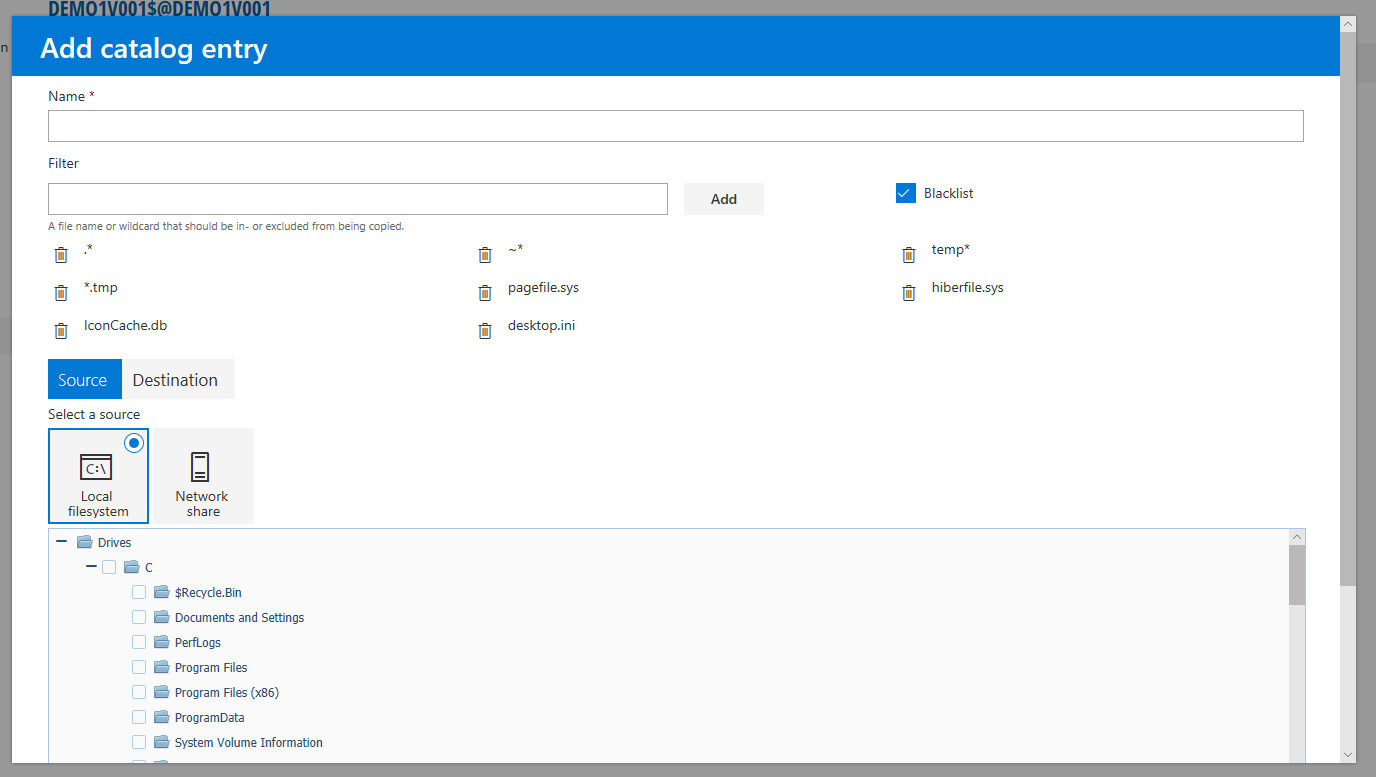 DEMO1V001$@DEMO1V001
n
Add catalog entry
Name *
Filter
Add
Blacklist
A file name or wildcard that should be in- or excluded from being copied.
.*
~*
temp*
*.tmp
pagefile.sys
hiberfile.sys
IconCache.db
desktop.ini
Source
Destination
Select a source
C:\
Local
filesystem
Network
share
Drives
C
$Recycle.Bin
Documents and Settings
PerfLogs
Program Files
Program Files (x86)
ProgramData
System Volume Information